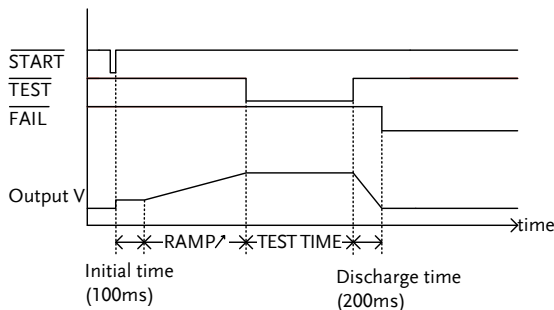 START
TEST
FAIL
Output V
time
RAMP↗
TEST TIME
Initial time
(100ms)
Discharge time
(200ms)